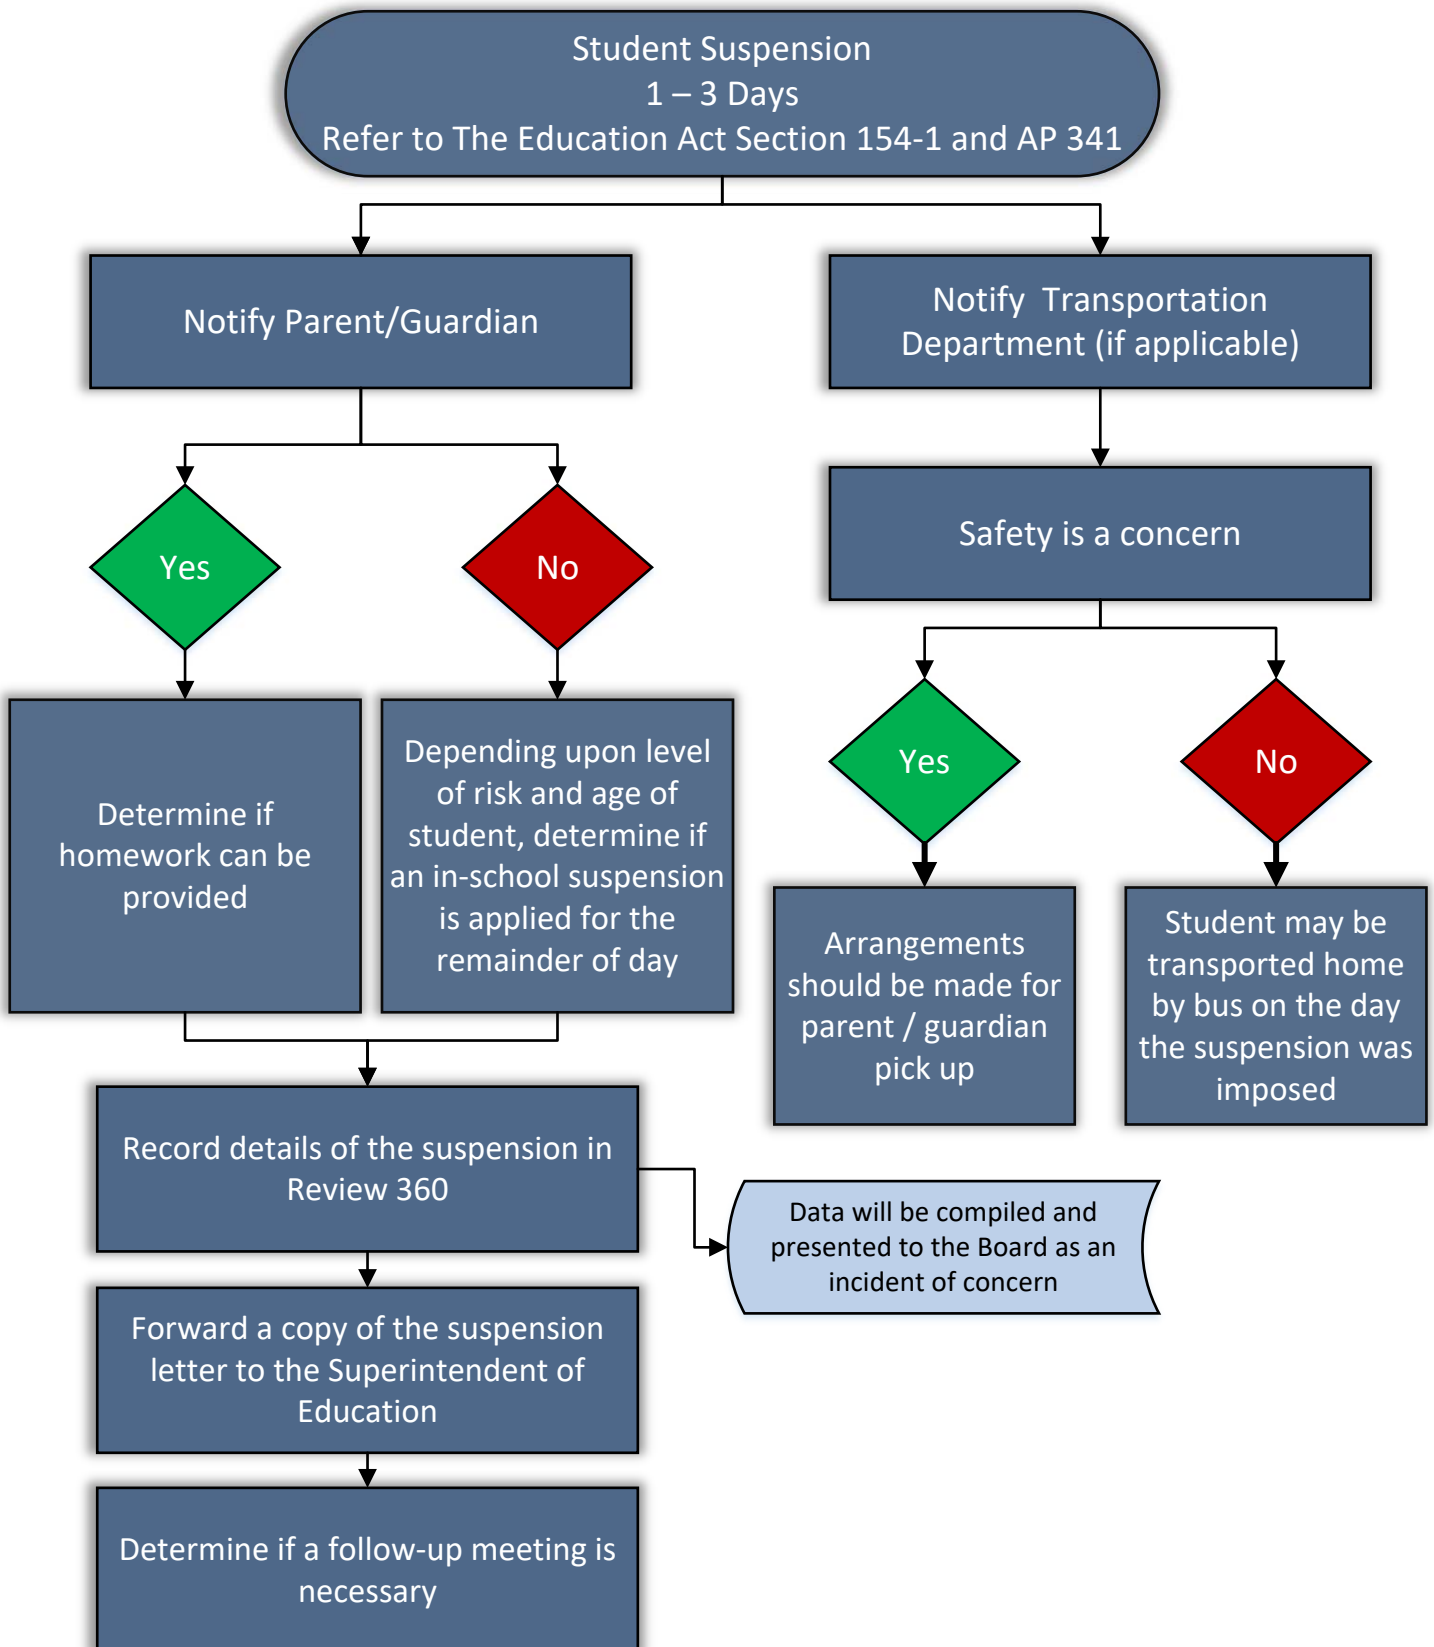 Student Suspension
1 – 3 Days
Refer to The Education Act Section 154-1 and AP 341
Notify Parent/Guardian
Notify  Transportation
Department (if applicable)
Yes
No
Safety is a concern
Determine if
homework can be
provided
Depending upon level
of risk and age of
student, determine if
an in-school suspension
is applied for the
remainder of day
Yes
No
Arrangements
should be made for
parent / guardian
pick up
Student may be
transported home
by bus on the day
the suspension was
imposed
Record details of the suspension in
Review 360
Data will be compiled and
presented to the Board as an
incident of concern
Forward a copy of the suspension
letter to the Superintendent of
Education
Determine if a follow-up meeting is
necessary